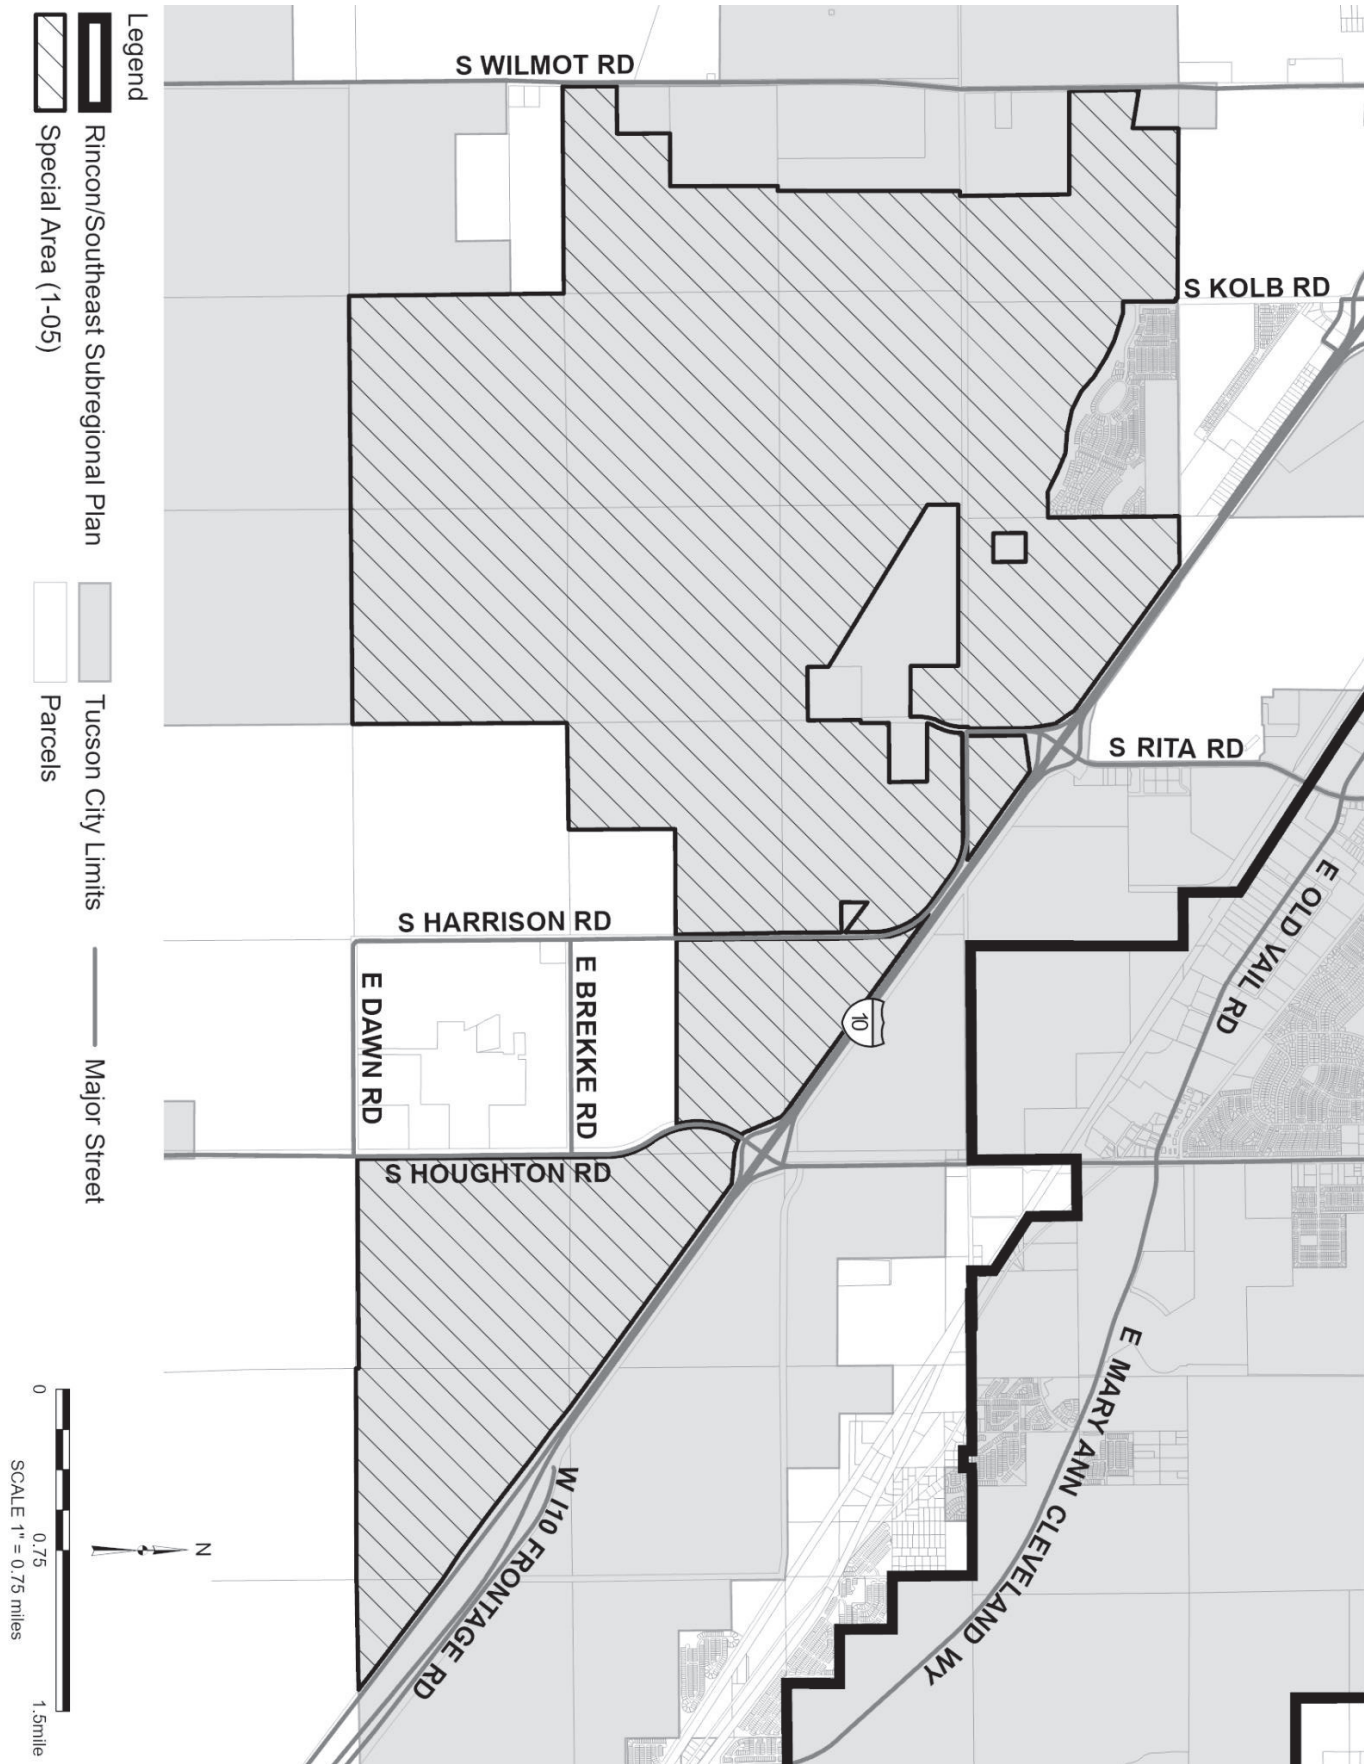 S WILMOT RD
S KOLB RD
S RITA RD
E OLD VAIL RD
S HARRISON RD
E BREKKE RD
E DAWN RD
10
S HOUGHTON RD
E MARY ANN CLEVELAND WY
W I10 FRONTAGE RD
Legend
Rincon/Southeast Subregional Plan
Special Area (1-05)
Tucson City Limits
Parcels
Major Street
N
0 0.75 1.5mile
SCALE 1" = 0.75 miles